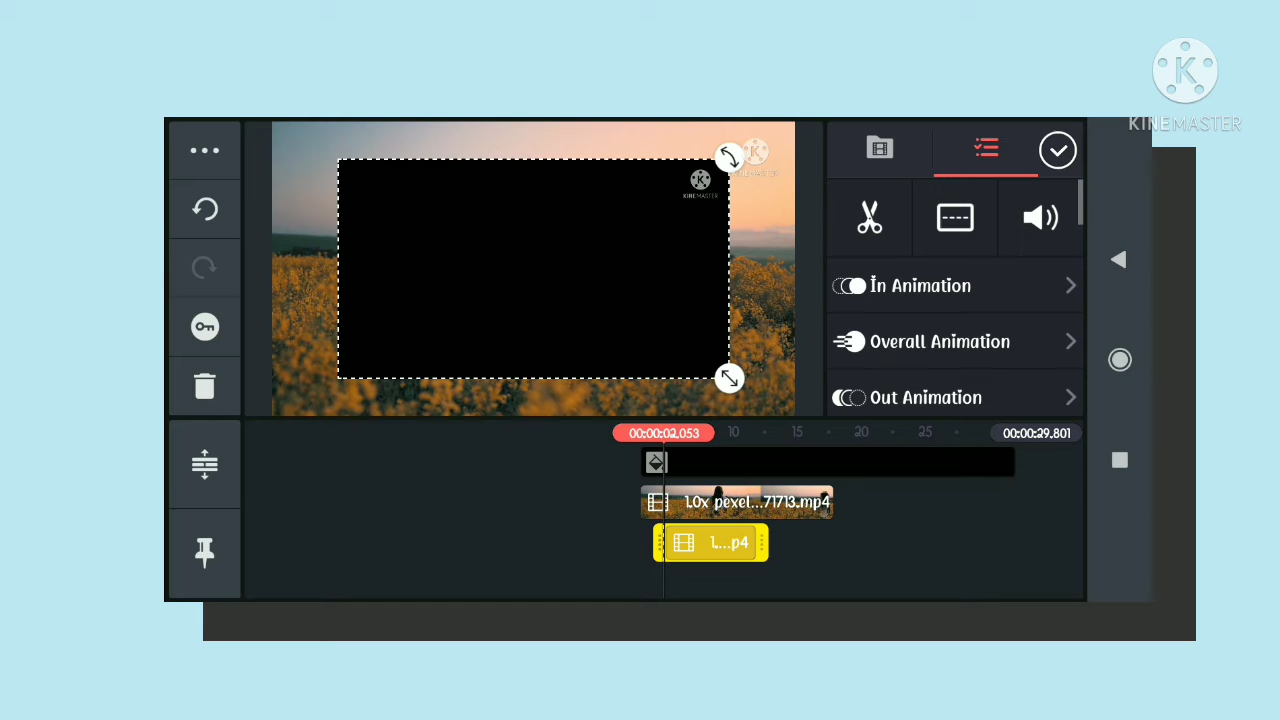 KINEMASTER
KINEMASTER
İn Animation
Overall Animation
Out Animation
00:00:02.053
10
15
20
25
00:00:29.801
1.0x pexel...71713.mp4
1....p4